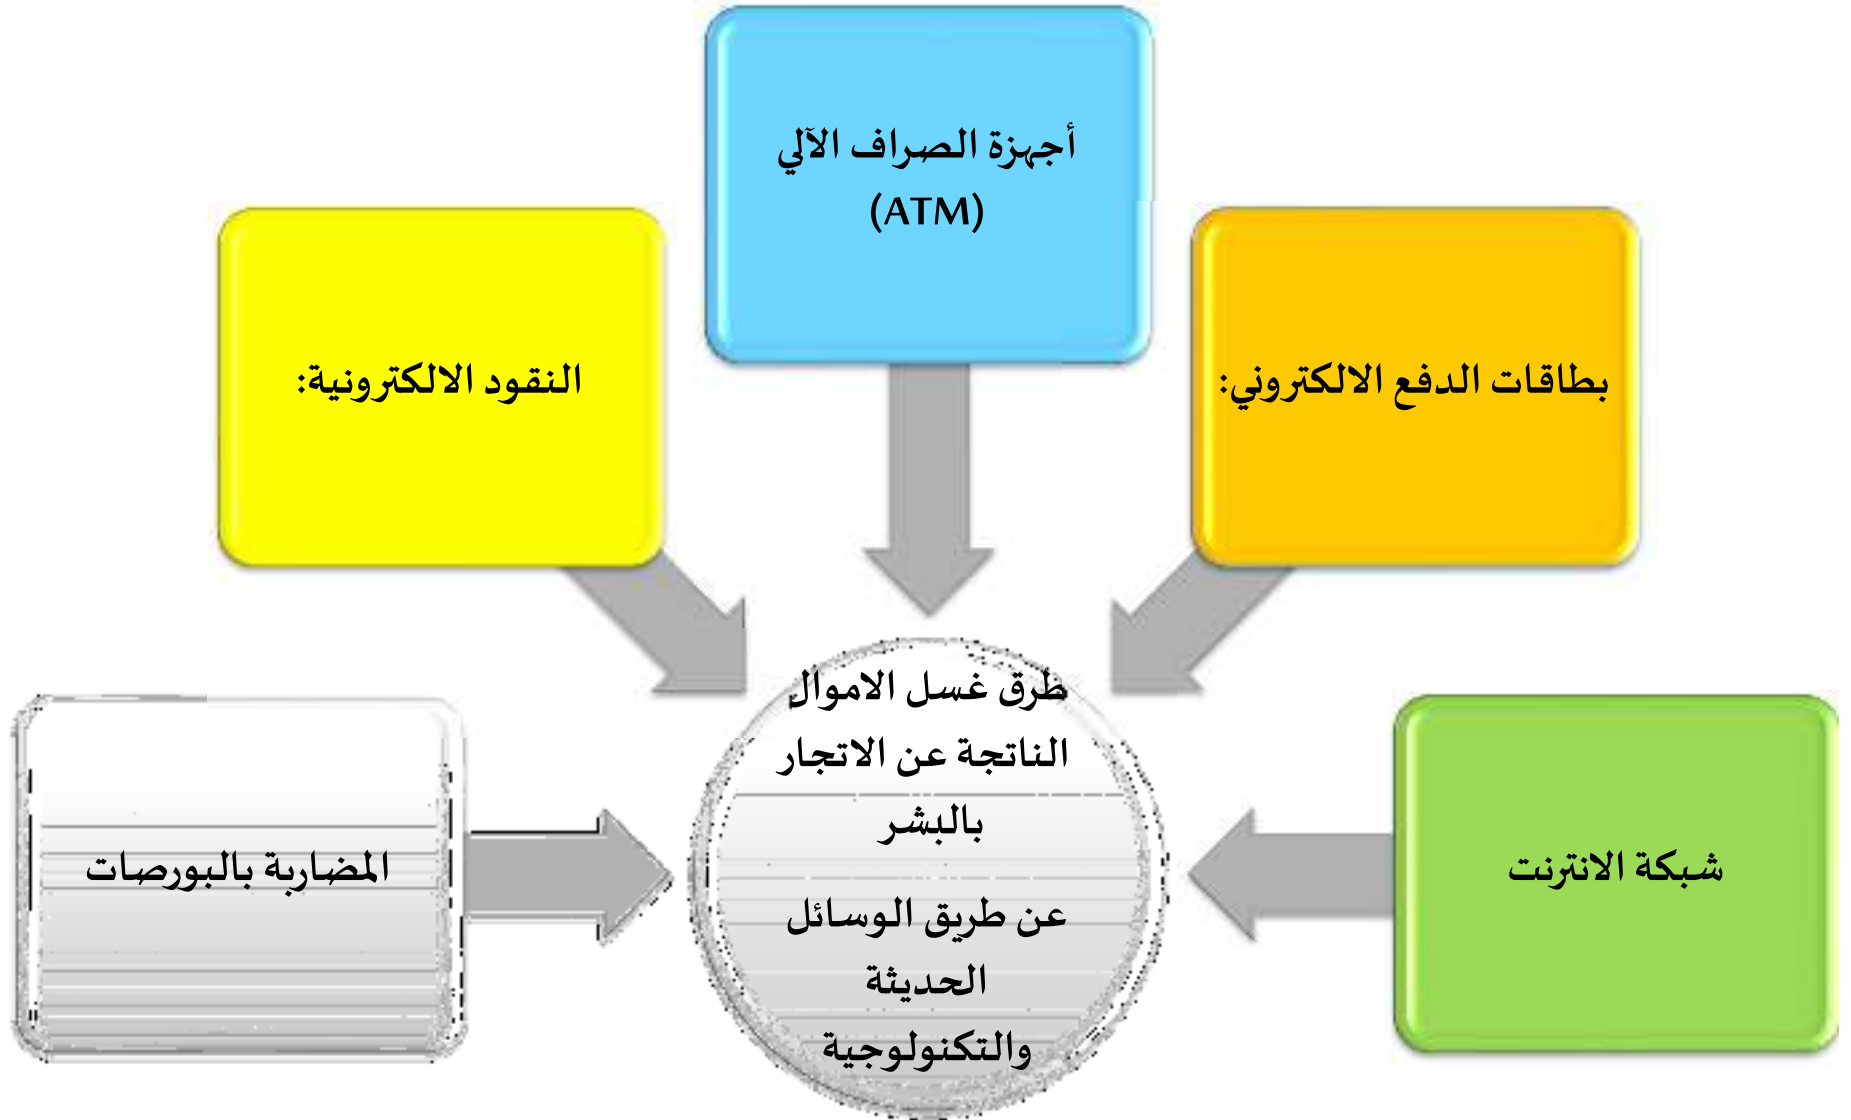 أجهزة الصراف الآلي
(ATM)
بطاقات الدفع الالكتروني:
النقود الالكترونية:
شبكة الانترنت
المضاربة بالبورصات
طرق غسل الاموال
الناتجة عن الاتجار
بالبشر
عن طريق الوسائل
الحديثة
والتكنولوجية